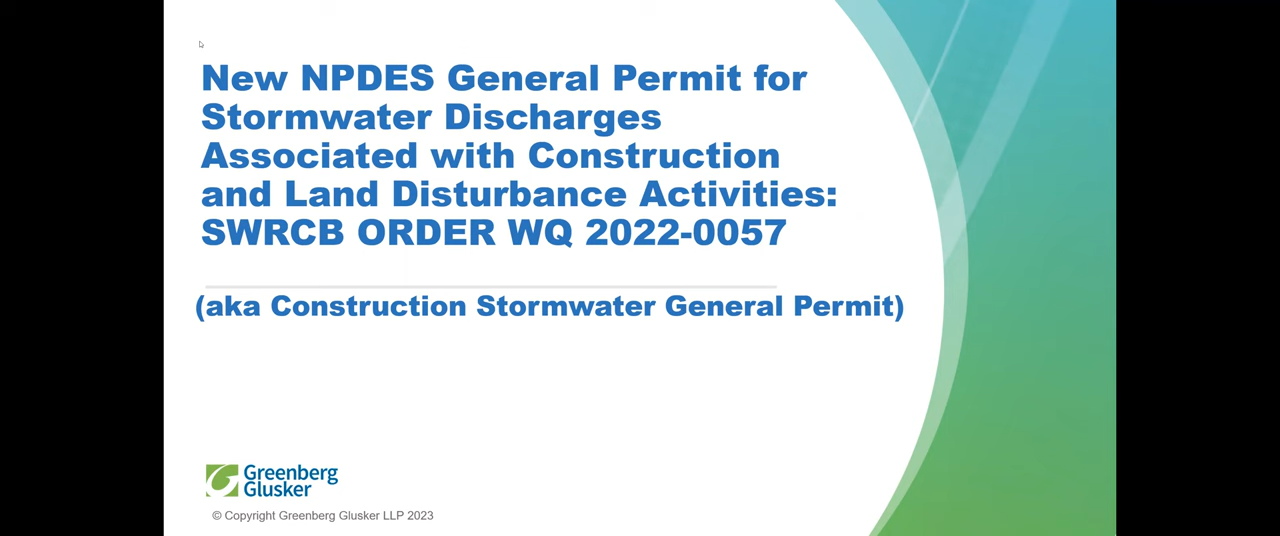 New NPDES General Permit for
Stormwater Discharges
Associated with Construction
and Land Disturbance Activities:
SWRCB ORDER WQ 2022-0057
(aka Construction Stormwater General Permit)
Greenberg
Glusker
© Copyright Greenberg Glusker LLP 2023